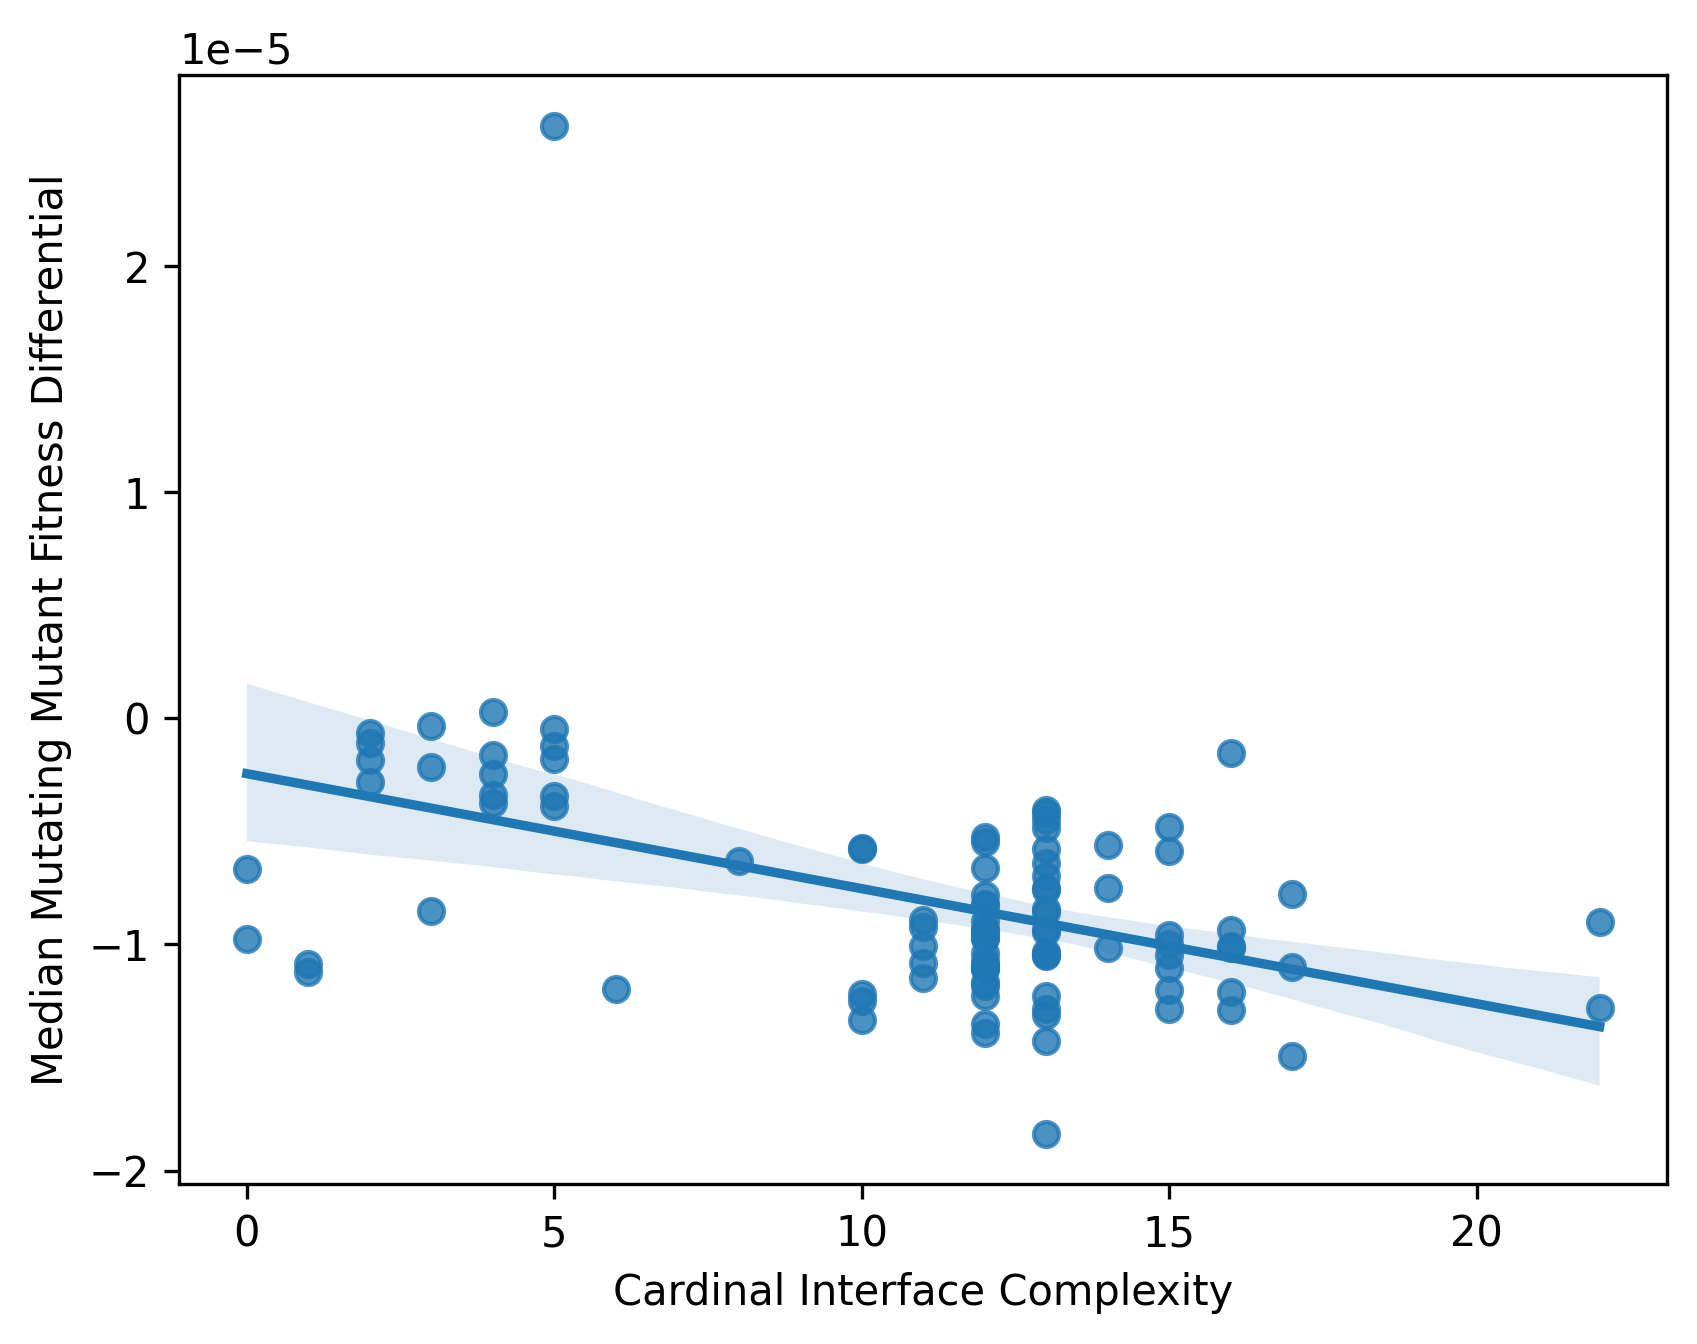 1e−5
Median Mutating Mutant Fitness Differential
2
1
0
−1
−2
0 5 10 15 20
Cardinal Interface Complexity